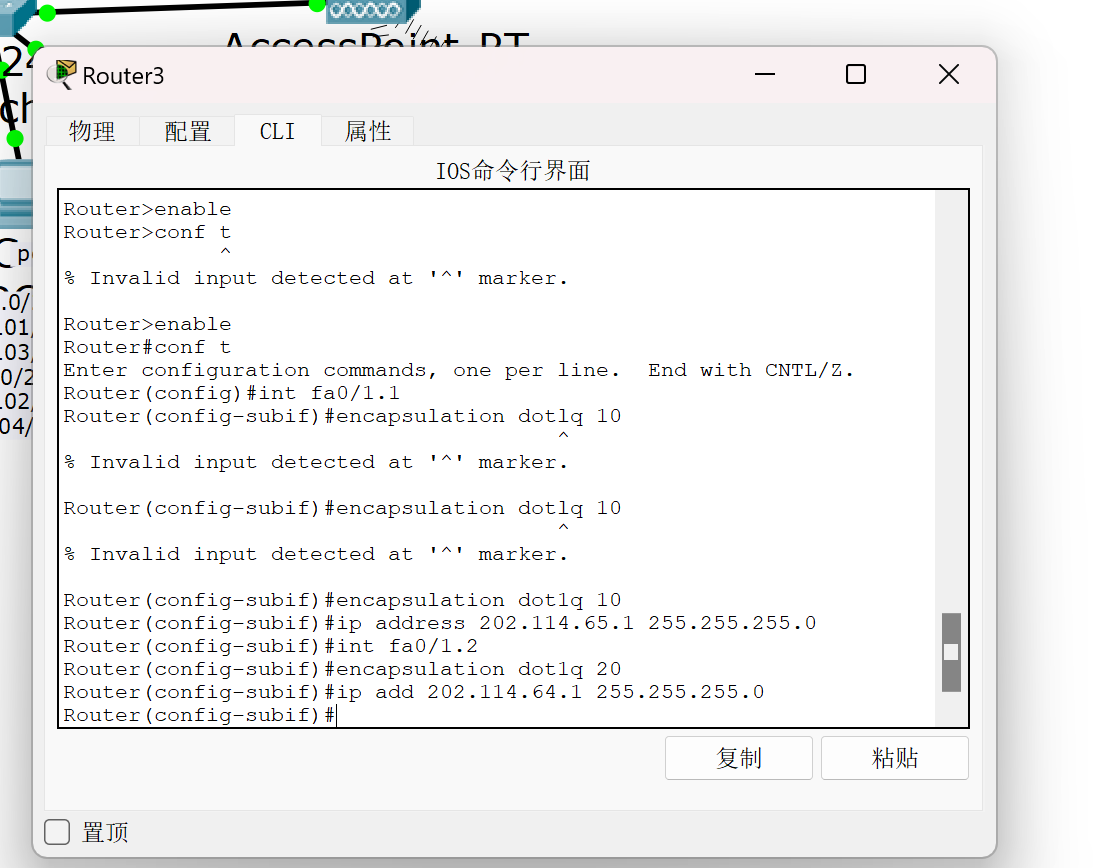 AccessPoint-PT
Router3
物理 配置 CLI 属性
IOS命令行界面
Router>enable
Router>conf t
^
% Invalid input detected at '^' marker.
Router>enable
Router#conf t
Enter configuration commands, one per line.  End with CNTL/Z.
Router(config)#int fa0/1.1
Router(config-subif)#encapsulation dotlq 10
^
% Invalid input detected at '^' marker.
Router(config-subif)#encapsulation dotlq 10
^
% Invalid input detected at '^' marker.
Router(config-subif)#encapsulation dot1q 10
Router(config-subif)#ip address 202.114.65.1 255.255.255.0
Router(config-subif)#int fa0/1.2
Router(config-subif)#encapsulation dot1q 20
Router(config-subif)#ip add 202.114.64.1 255.255.255.0
Router(config-subif)#
复制 粘贴
置顶